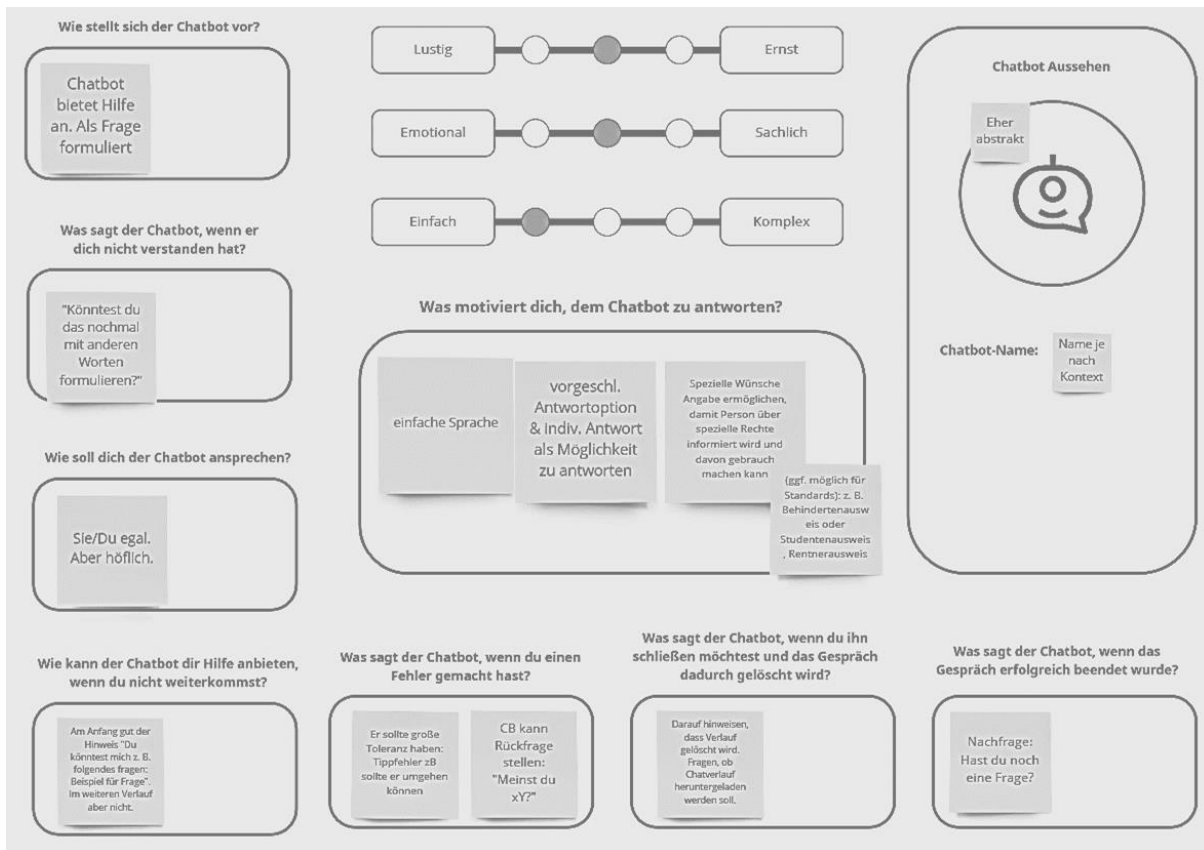 Wie stellt sich der Chatbot vor?
Chatbot
bietet Hilfe
an. Als Frage
formuliert
Was sagt der Chatbot, wenn er
dich nicht verstanden hat?
"Könntest du
das nochmal
mit anderen
Worten
formulieren?"
Wie soll dich der Chatbot ansprechen?
Sie/Du egal.
Aber höflich.
Lustig
Ernst
Emotional
Sachlich
Einfach
Komplex
Was motiviert dich, dem Chatbot zu antworten?
einfache Sprache
vorgeschl.
Antwortoption
& Indiv. Antwort
als Möglichkeit
zu antworten
Spezielle Wünsche
Angabe ermöglichen,
damit Person über
spezielle Rechte
informiert wird und
davon gebrauch
machen kann
(ggf. möglich für
Standards): z. B.
Behindertenausw
eis oder
Studentenausweis
, Rentnerausweis
Chatbot Aussehen
Eher
abstrakt
Chatbot-Name:
Name je
nach
Kontext
Wie kann der Chatbot dir Hilfe anbieten,
wenn du nicht weiterkommst?
Am Anfang gut der
Hinweis "Du
könntest mich z. B.
folgendes fragen:
Beispiel für Frage".
Im weiteren Verlauf
aber nicht.
Was sagt der Chatbot, wenn du einen
Fehler gemacht hast?
Er sollte große
Toleranz haben:
Tippfehler zB
sollte er umgehen
können
CB kann
Rückfrage
stellen:
"Meinst du
xY?"
Was sagt der Chatbot, wenn du ihn
schließen möchtest und das Gespräch
dadurch gelöscht wird?
Darauf hinweisen,
dass Verlauf
gelöscht wird.
Fragen, ob
Chatverlauf
heruntergeladen
werden soll.
Was sagt der Chatbot, wenn das
Gespräch erfolgreich beendet wurde?
Nachfrage:
Hast du noch
eine Frage?